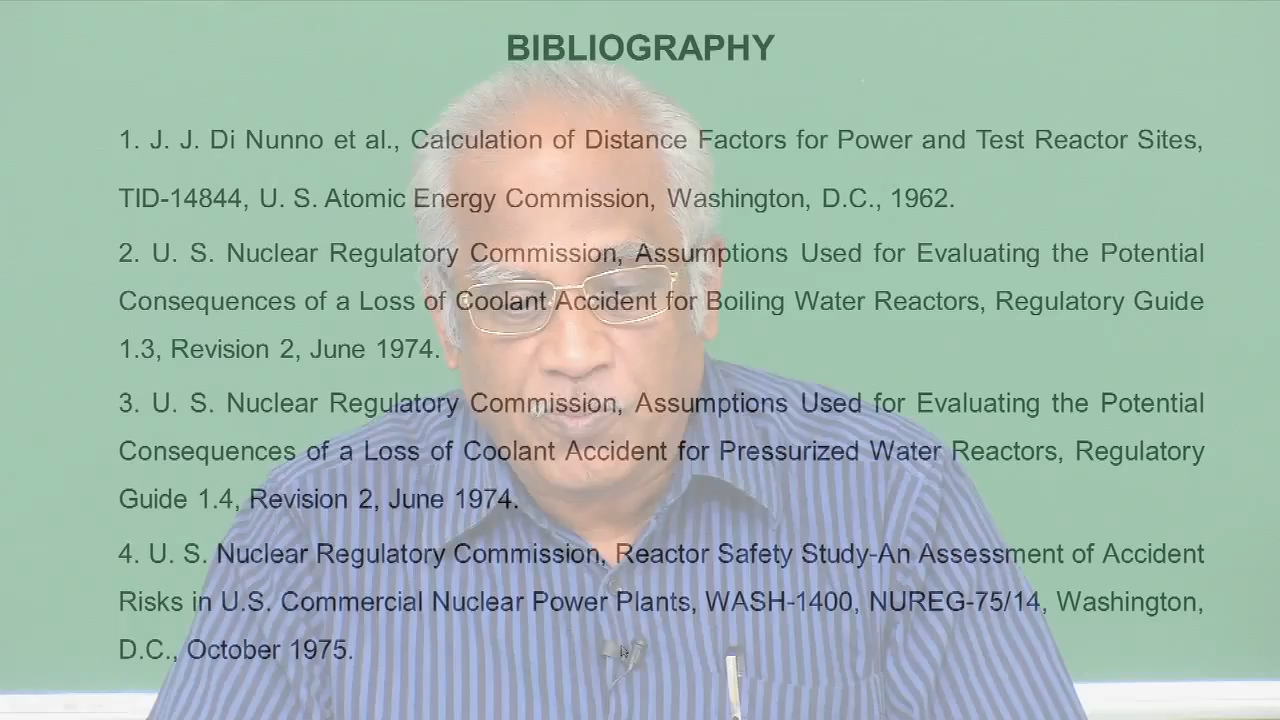 BIBLIOGRAPHY
1. J. J. Di Nunno et al., Calculation of Distance Factors for Power and Test Reactor Sites,
TID-14844, U. S. Atomic Energy Commission, Washington, D.C., 1962.
2. U. S. Nuclear Regulatory Commission, Assumptions Used for Evaluating the Potential
Consequences of a Loss of Coolant Accident for Boiling Water Reactors, Regulatory Guide
1.3, Revision 2, June 1974.
3. U. S. Nuclear Regulatory Commission, Assumptions Used for Evaluating the Potential
Consequences of a Loss of Coolant Accident for Pressurized Water Reactors, Regulatory
Guide 1.4, Revision 2, June 1974.
4. U. S. Nuclear Regulatory Commission, Reactor Safety Study-An Assessment of Accident
Risks in U.S. Commercial Nuclear Power Plants, WASH-1400, NUREG-75/14, Washington,
D.C., October 1975.